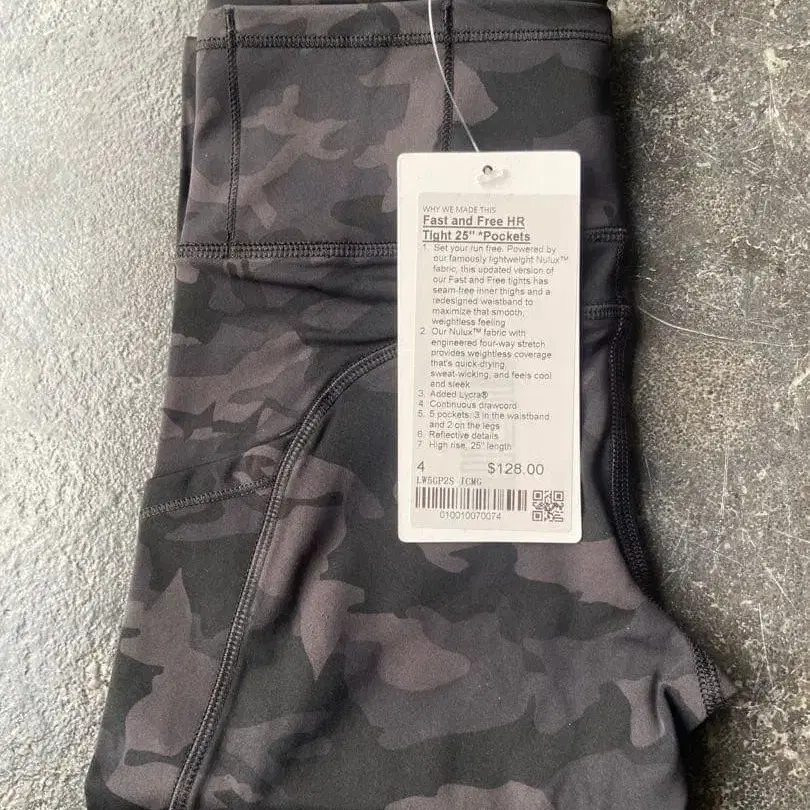 WHY WE MADE THIS
Fast and Free HR
Tight 25" *Pockets
1. Set your run free. Powered by
our famously lightweight Nulux™
fabric, this updated version of
our Fast and Free tights has
seam-free inner thighs and a
redesigned waistband to
maximize that smooth,
weightless feeling
2. Our Nulux™ fabric with
engineered four-way stretch
provides weightless coverage
that's quick-drying,
sweat-wicking, and feels cool
and sleek
3. Added Lycra®
4. Continuous drawcord
5. 5 pockets: 3 in the waistband
and 2 on the legs
6. Reflective details
7. High rise, 25" length
4 $128.00
LW5GP2S ICMG
010010070074